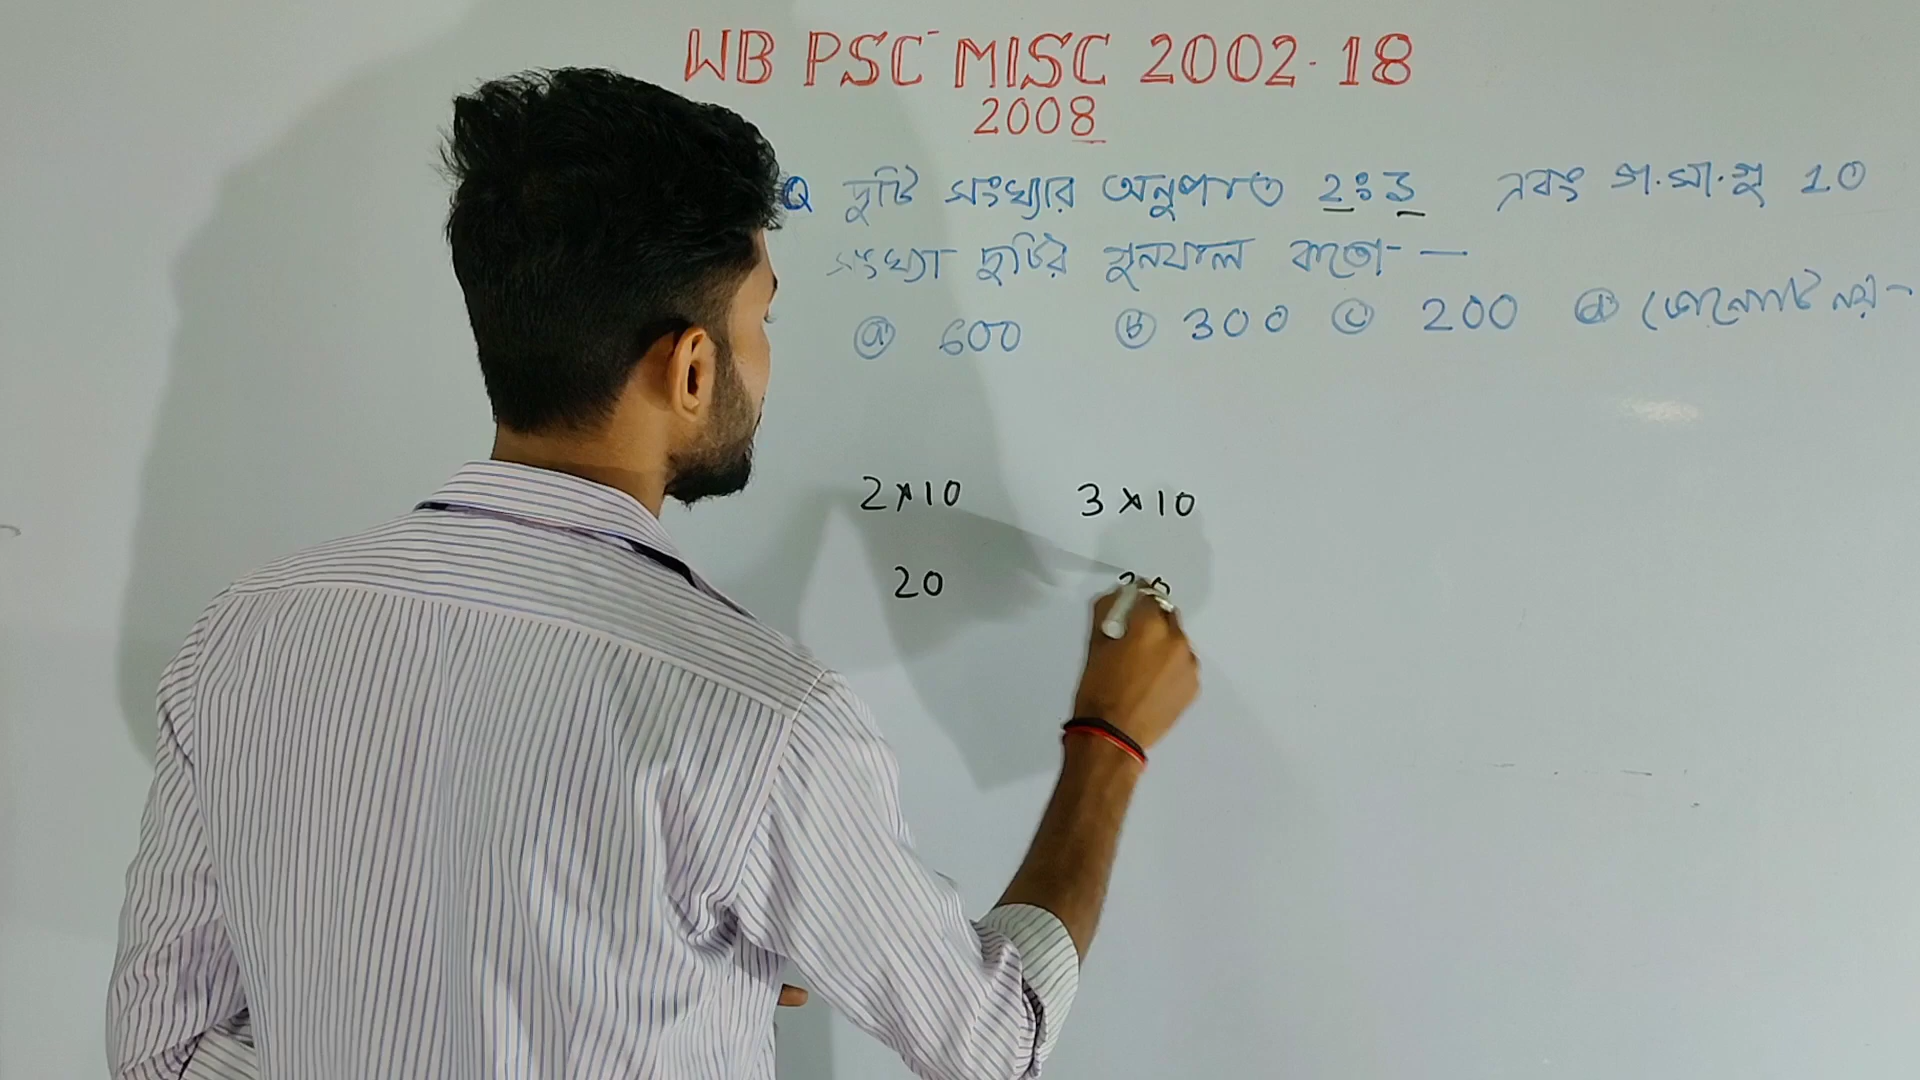 WB PSC MISC 2002-18
2008
Q দুটি সংখ্যার অনুপাত 2:3 এবং গ.সা.গু 10
সংখ্যা দুটির গুনফল কতো-—
ⓐ 600 ⓑ 300 ⓒ 200 ⓓ কোনোটি নয়-
2×10 3×10
20 30